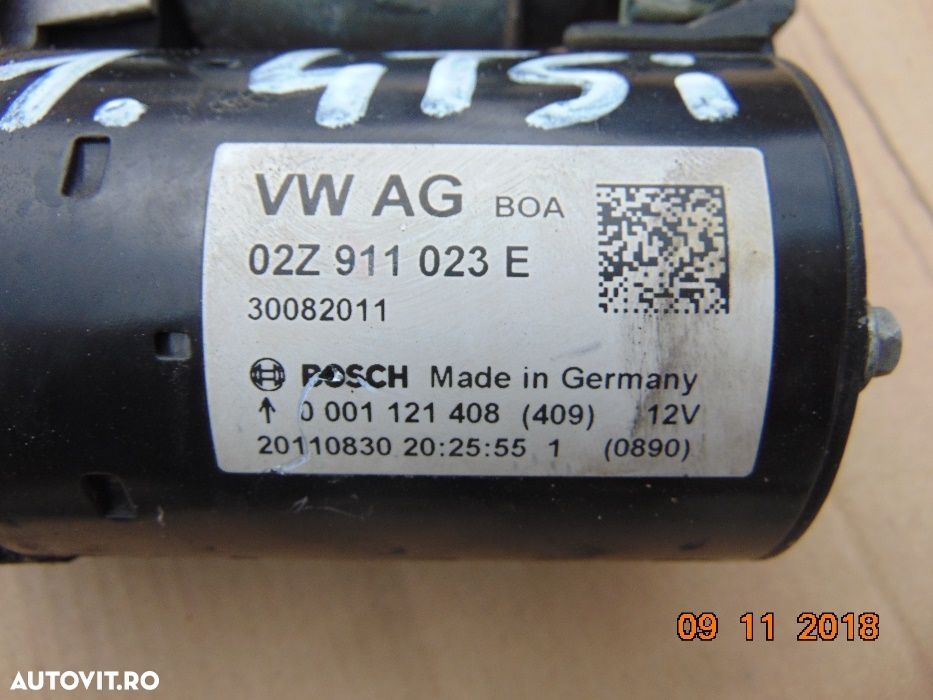 1.4TSi
VW AG BOA
02Z 911 023 E
30082011
BOSCH Made in Germany
↑ 0 001 121 408 (409) 12V
20110830 20:25:55 1 (0890)
09 11 2018
AUTOVIT.RO